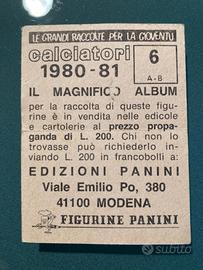 LE GRANDI RACCOLTE PER LA GIOVENTÙ
calciatori
1980-81
6
A-B
IL MAGNIFICO ALBUM
per la raccolta di queste figu-
rine è in vendita nelle edicole
e cartolerie al prezzo propa-
ganda di L. 200. Chi non lo
trovasse può richiederlo in-
viando L. 200 in francobolli a:
EDIZIONI PANINI
Viale Emilio Po, 380
41100 MODENA
FIGURINE PANINI
subito